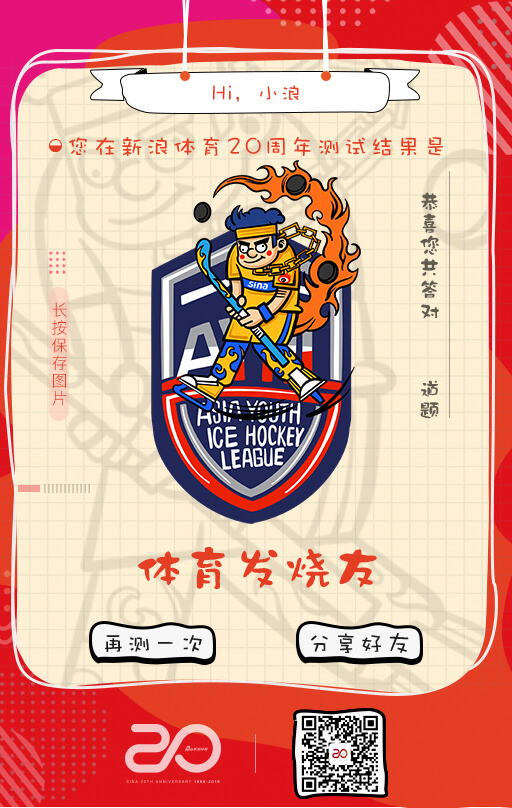 Hi，小浪
您在新浪体育20周年测试结果是
恭喜您共答对
道题
长按保存图片
sina
ASIA YOUTH
ICE HOCKEY
LEAGUE
体育发烧友
再测一次
分享好友
20
SINA 20TH ANNIVERSARY 1998-2018